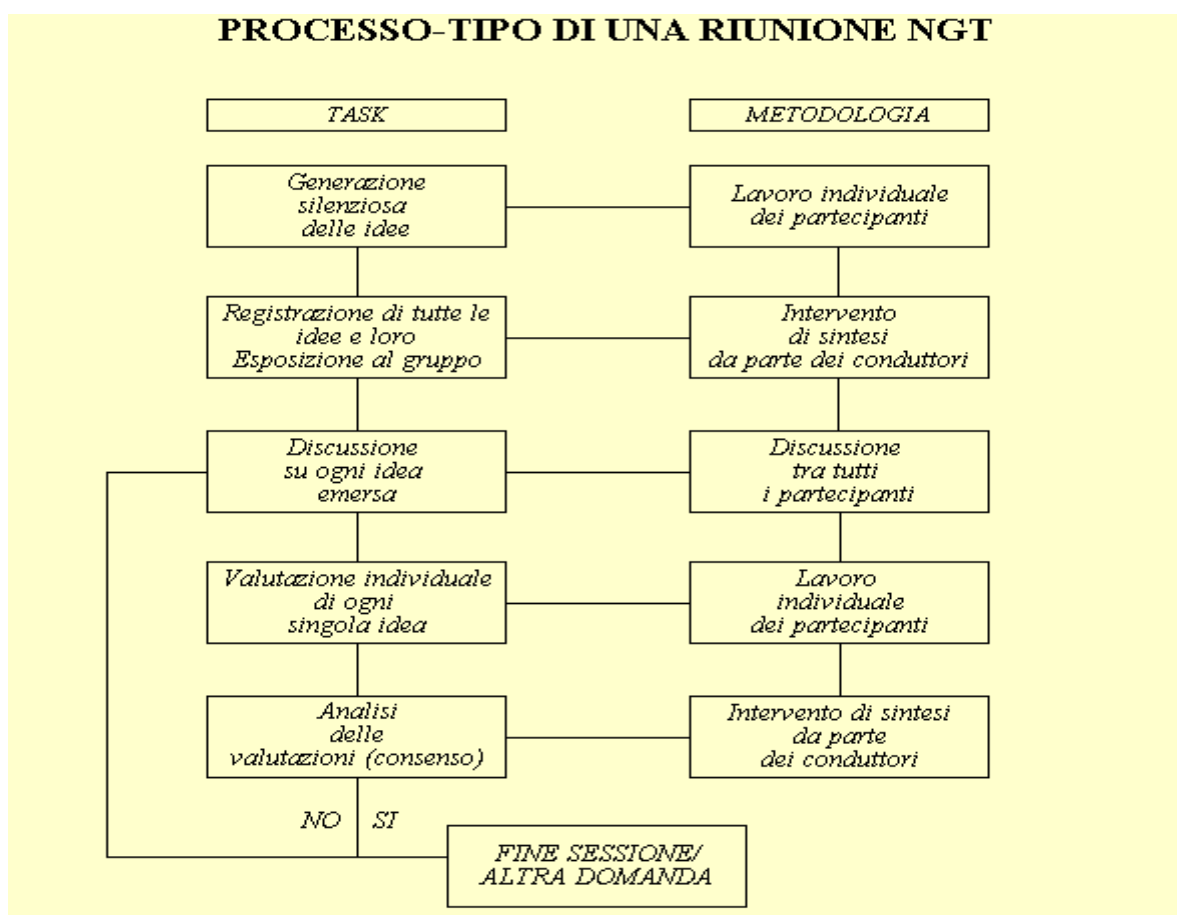 PROCESSO-TIPO DI UNA RIUNIONE NGT
TASK
METODOLOGIA
Generazione
silenziosa
delle idee
Lavoro individuale
dei partecipanti
Registrazione di tutte le
idee e loro
Esposizione al gruppo
Intervento
di sintesi
da parte dei conduttori
Discussione
su ogni idea
emersa
Discussione
tra tutti
i partecipanti
Valutazione individuale
di ogni
singola idea
Lavoro
individuale
dei partecipanti
Analisi
delle
valutazioni (consenso)
Intervento di sintesi
da parte
dei conduttori
NO
SI
FINE SESSIONE/
ALTRA DOMANDA